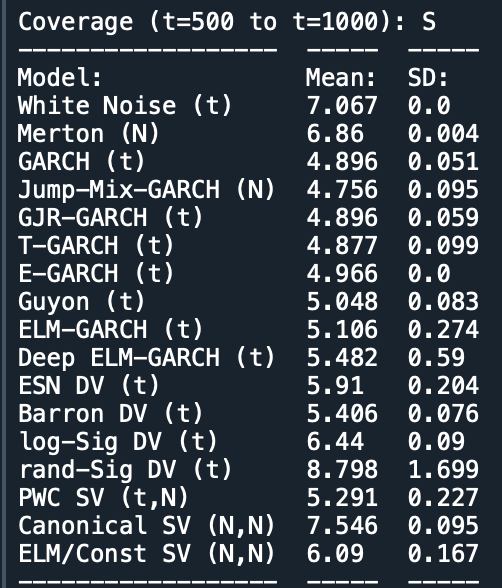 Coverage (t=500 to t=1000): S
------------------  -----  -----
Model:              Mean:  SD:
White Noise (t)     7.067  0.0
Merton (N)          6.86   0.004
GARCH (t)           4.896  0.051
Jump-Mix-GARCH (N)  4.756  0.095
GJR-GARCH (t)       4.896  0.059
T-GARCH (t)         4.877  0.099
E-GARCH (t)         4.966  0.0
Guyon (t)           5.048  0.083
ELM-GARCH (t)       5.106  0.274
Deep ELM-GARCH (t)  5.482  0.59
ESN DV (t)          5.91   0.204
Barron DV (t)       5.406  0.076
log-Sig DV (t)      6.44   0.09
rand-Sig DV (t)     8.798  1.699
PWC SV (t,N)        5.291  0.227
Canonical SV (N,N)  7.546  0.095
ELM/Const SV (N,N)  6.09   0.167
------------------  -----  -----